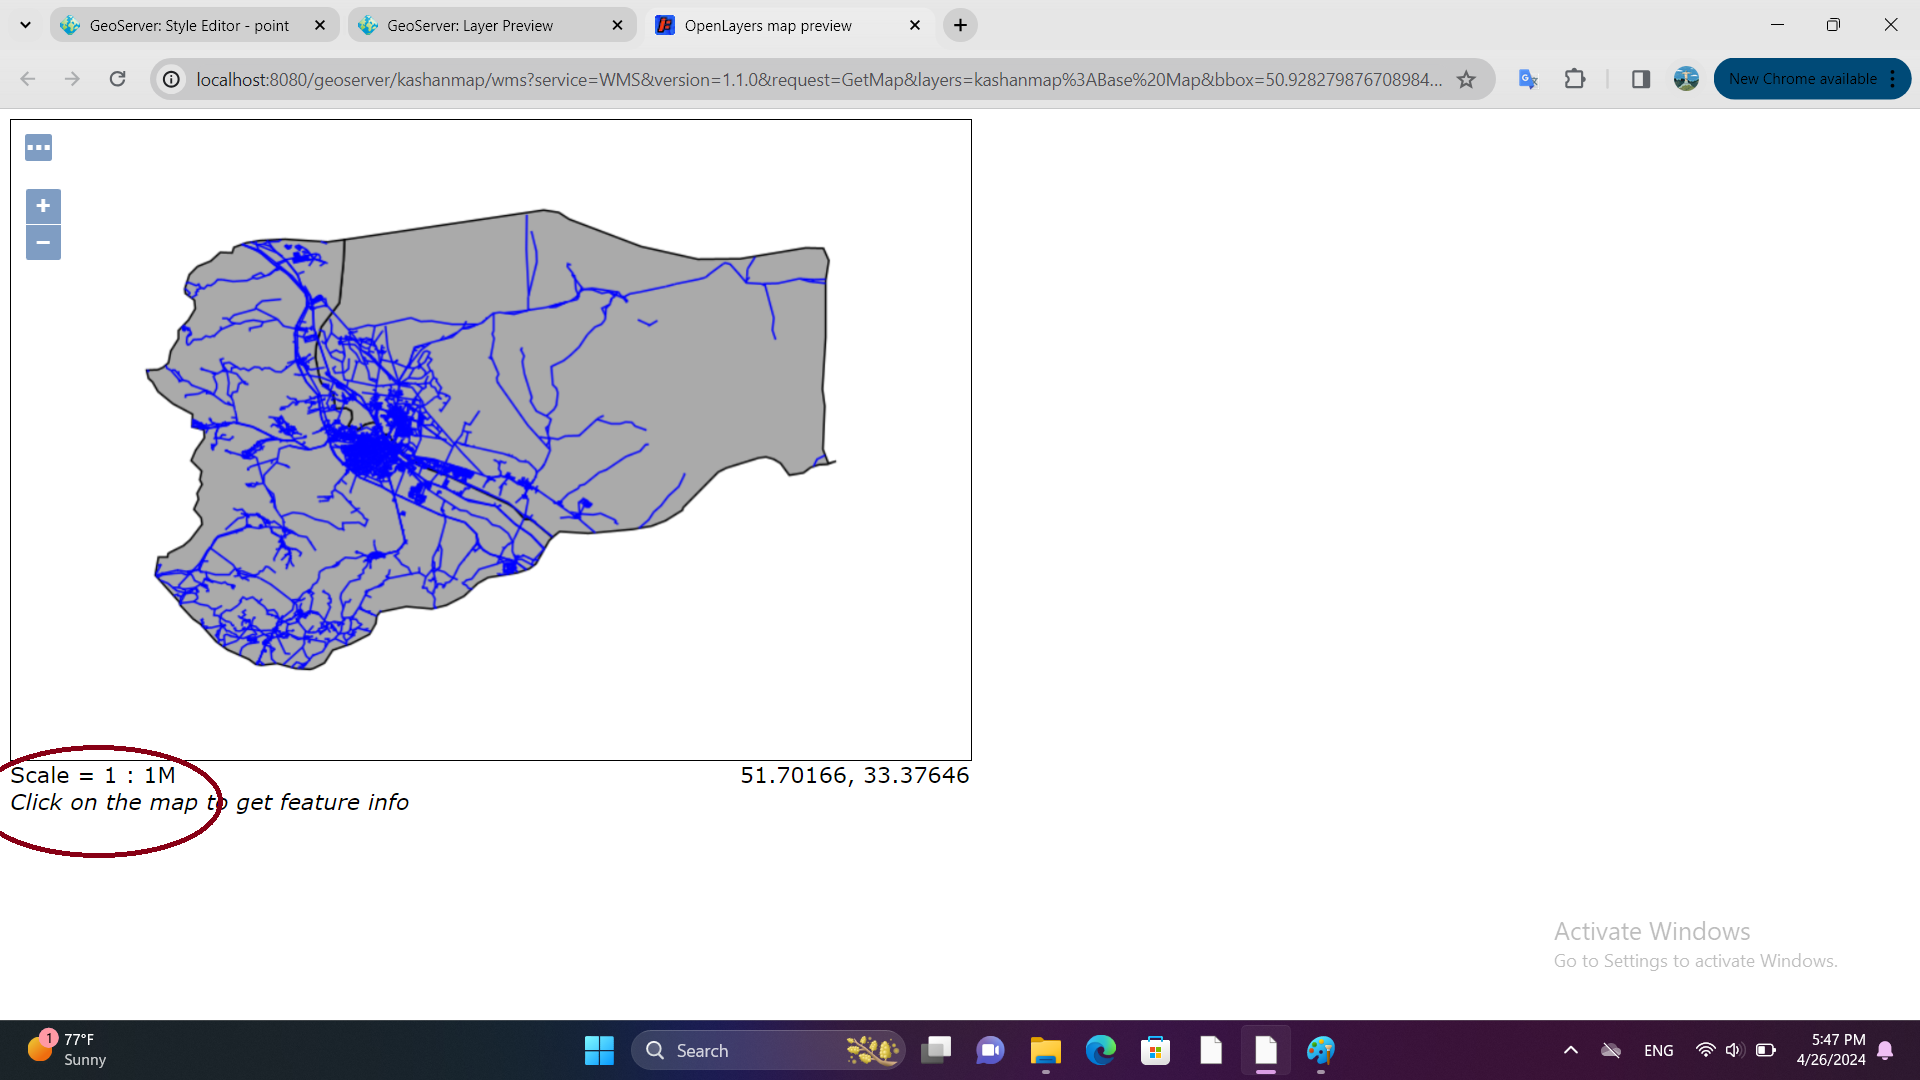 GeoServer: Style Editor - point
GeoServer: Layer Preview
OpenLayers map preview
localhost:8080/geoserver/kashanmap/wms?service=WMS&version=1.1.0&request=GetMap&layers=kashanmap%3ABase%20Map&bbox=50.928279876708984...
New Chrome available
+
−
Scale = 1 : 1M
51.70166, 33.37646
Click on the map to get feature info
Activate Windows
Go to Settings to activate Windows.
1
77°F
Sunny
Search
ENG
5:47 PM
4/26/2024